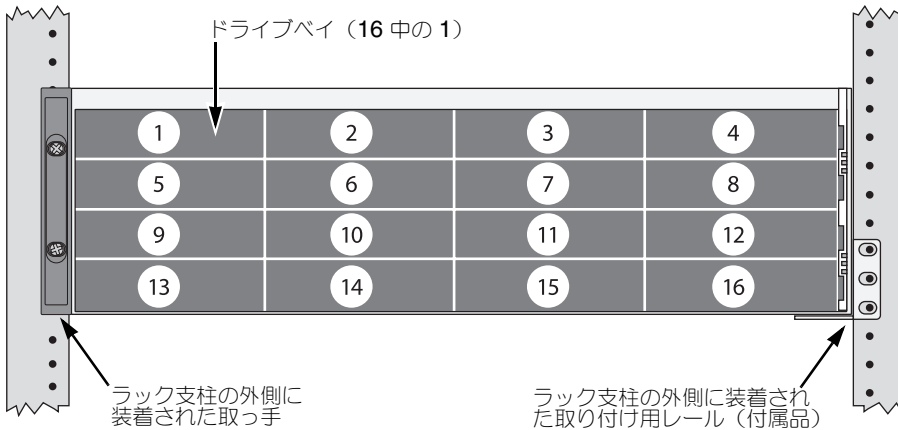 ドライブベイ（16 中の 1）
1 2 3 4
5 6 7 8
9 10 11 12
13 14 15 16
ラック支柱の外側に
装着された取っ手
ラック支柱の外側に装着され
た取り付け用レール（付属品）